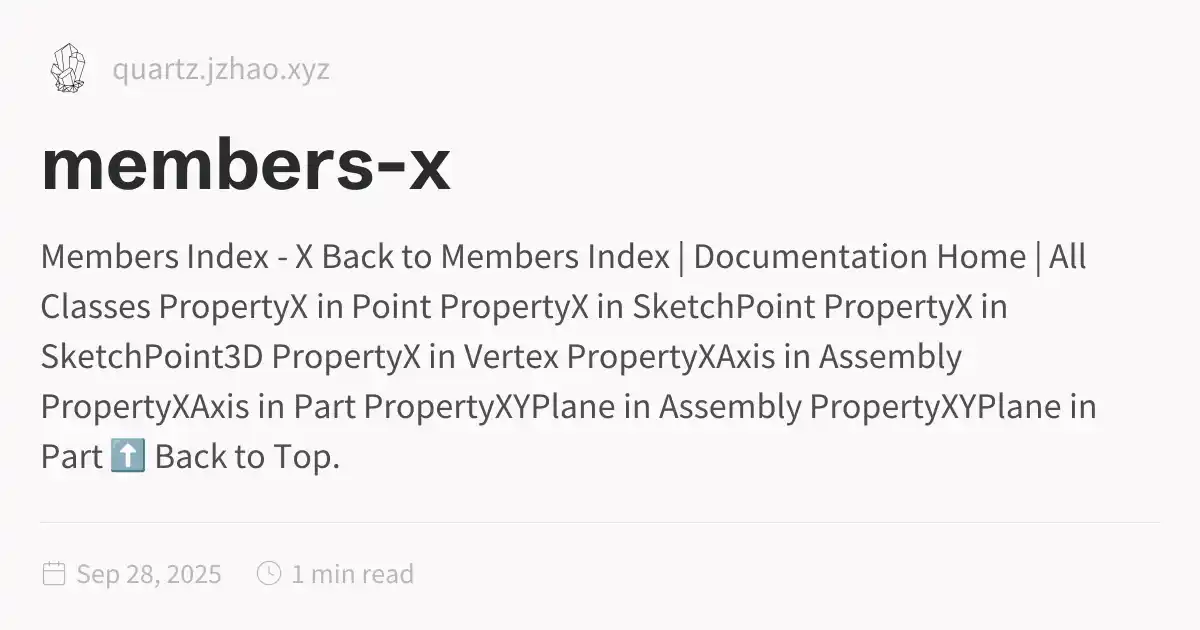 quartz.jzhao.xyz
members-x
Members Index - X Back to Members Index | Documentation Home | All
Classes PropertyX in Point PropertyX in SketchPoint PropertyX in
SketchPoint3D PropertyX in Vertex PropertyXAxis in Assembly
PropertyXAxis in Part PropertyXYPlane in Assembly PropertyXYPlane in
Part ⬆️ Back to Top.
Sep 28, 2025 1 min read